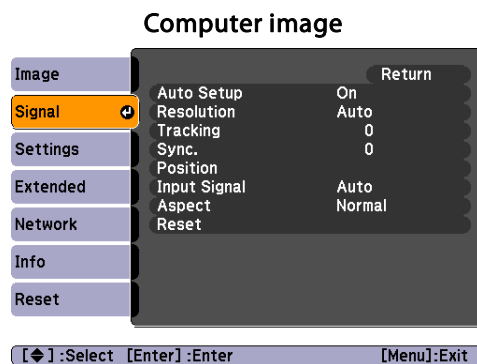 Computer image
Image
Signal
Settings
Extended
Network
Info
Reset
Return
Auto Setup On
Resolution Auto
Tracking 0
Sync. 0
Position
Input Signal Auto
Aspect Normal
Reset
[◆] :Select [Enter] :Enter [Menu]:Exit